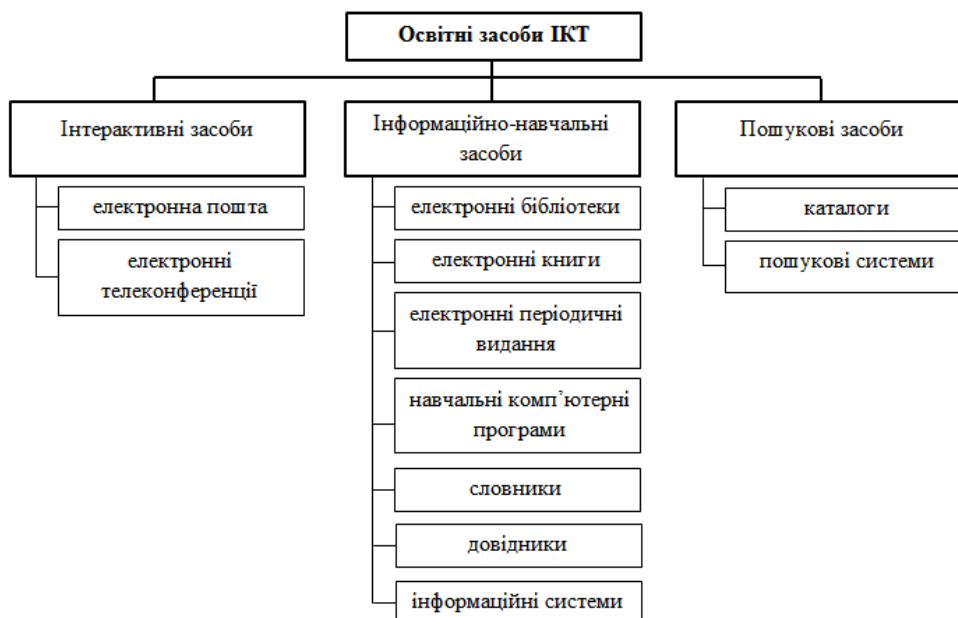 Освітні засоби ІКТ
Інтерактивні засоби
електронна пошта
електронні
телеконференції
Інформаційно-навчальні
засоби
електронні бібліотеки
електронні книги
електронні періодичні
видання
навчальні комп’ютерні
програми
словники
довідники
інформаційні системи
Пошукові засоби
каталоги
пошукові системи